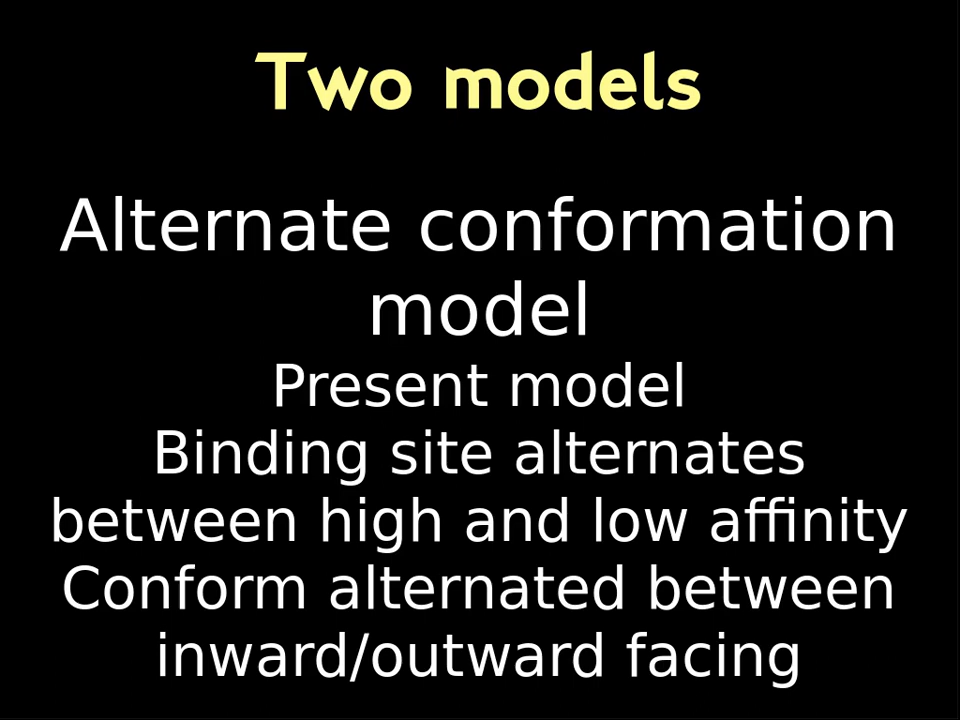 Two models
Alternate conformation
model
Present model
Binding site alternates
between high and low affinity
Conform alternated between
inward/outward facing